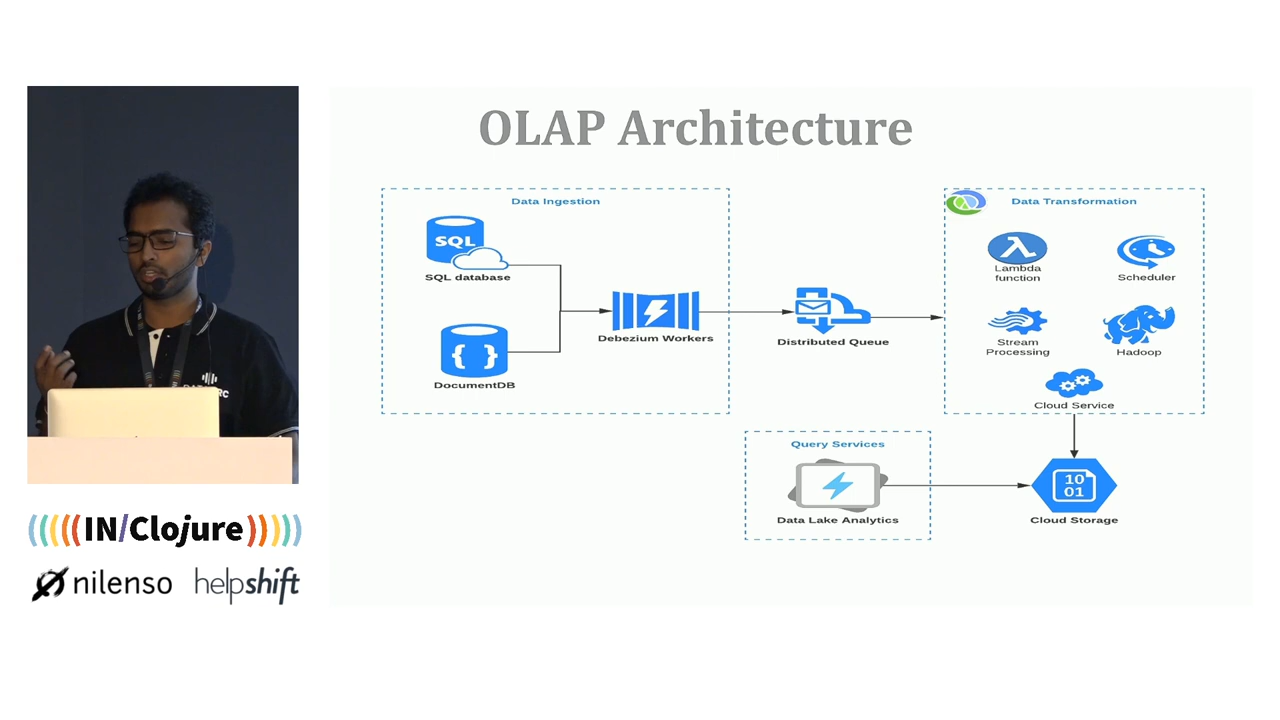 OLAP Architecture
Data Ingestion
SQL
SQL database
{ }
DocumentDB
Debezium Workers
Distributed Queue
Data Transformation
λ
Lambda
function
Scheduler
Stream
Processing
Hadoop
Cloud Service
Query Services
Data Lake Analytics
10
01
Cloud Storage
((((( IN/Clojure )))))
nilenso
helpshift